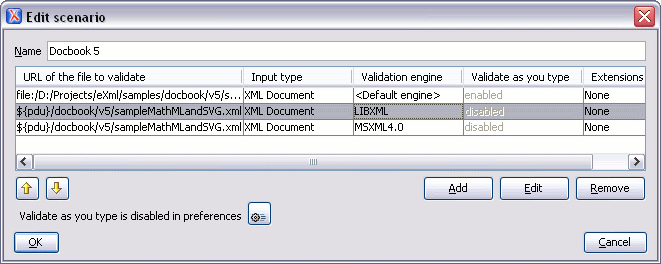 Edit scenario
Name Docbook 5
URL of the file to validate Input type Validation engine Validate as you type Extensions
file:/D:/Projects/eXml/samples/docbook/v5/s... XML Document <Default engine> enabled None
${pdu}/docbook/v5/sampleMathMLandSVG.xml XML Document LIBXML disabled None
${pdu}/docbook/v5/sampleMathMLandSVG.xml XML Document MSXML4.0 disabled None
Add Edit Remove
Validate as you type is disabled in preferences
OK Cancel